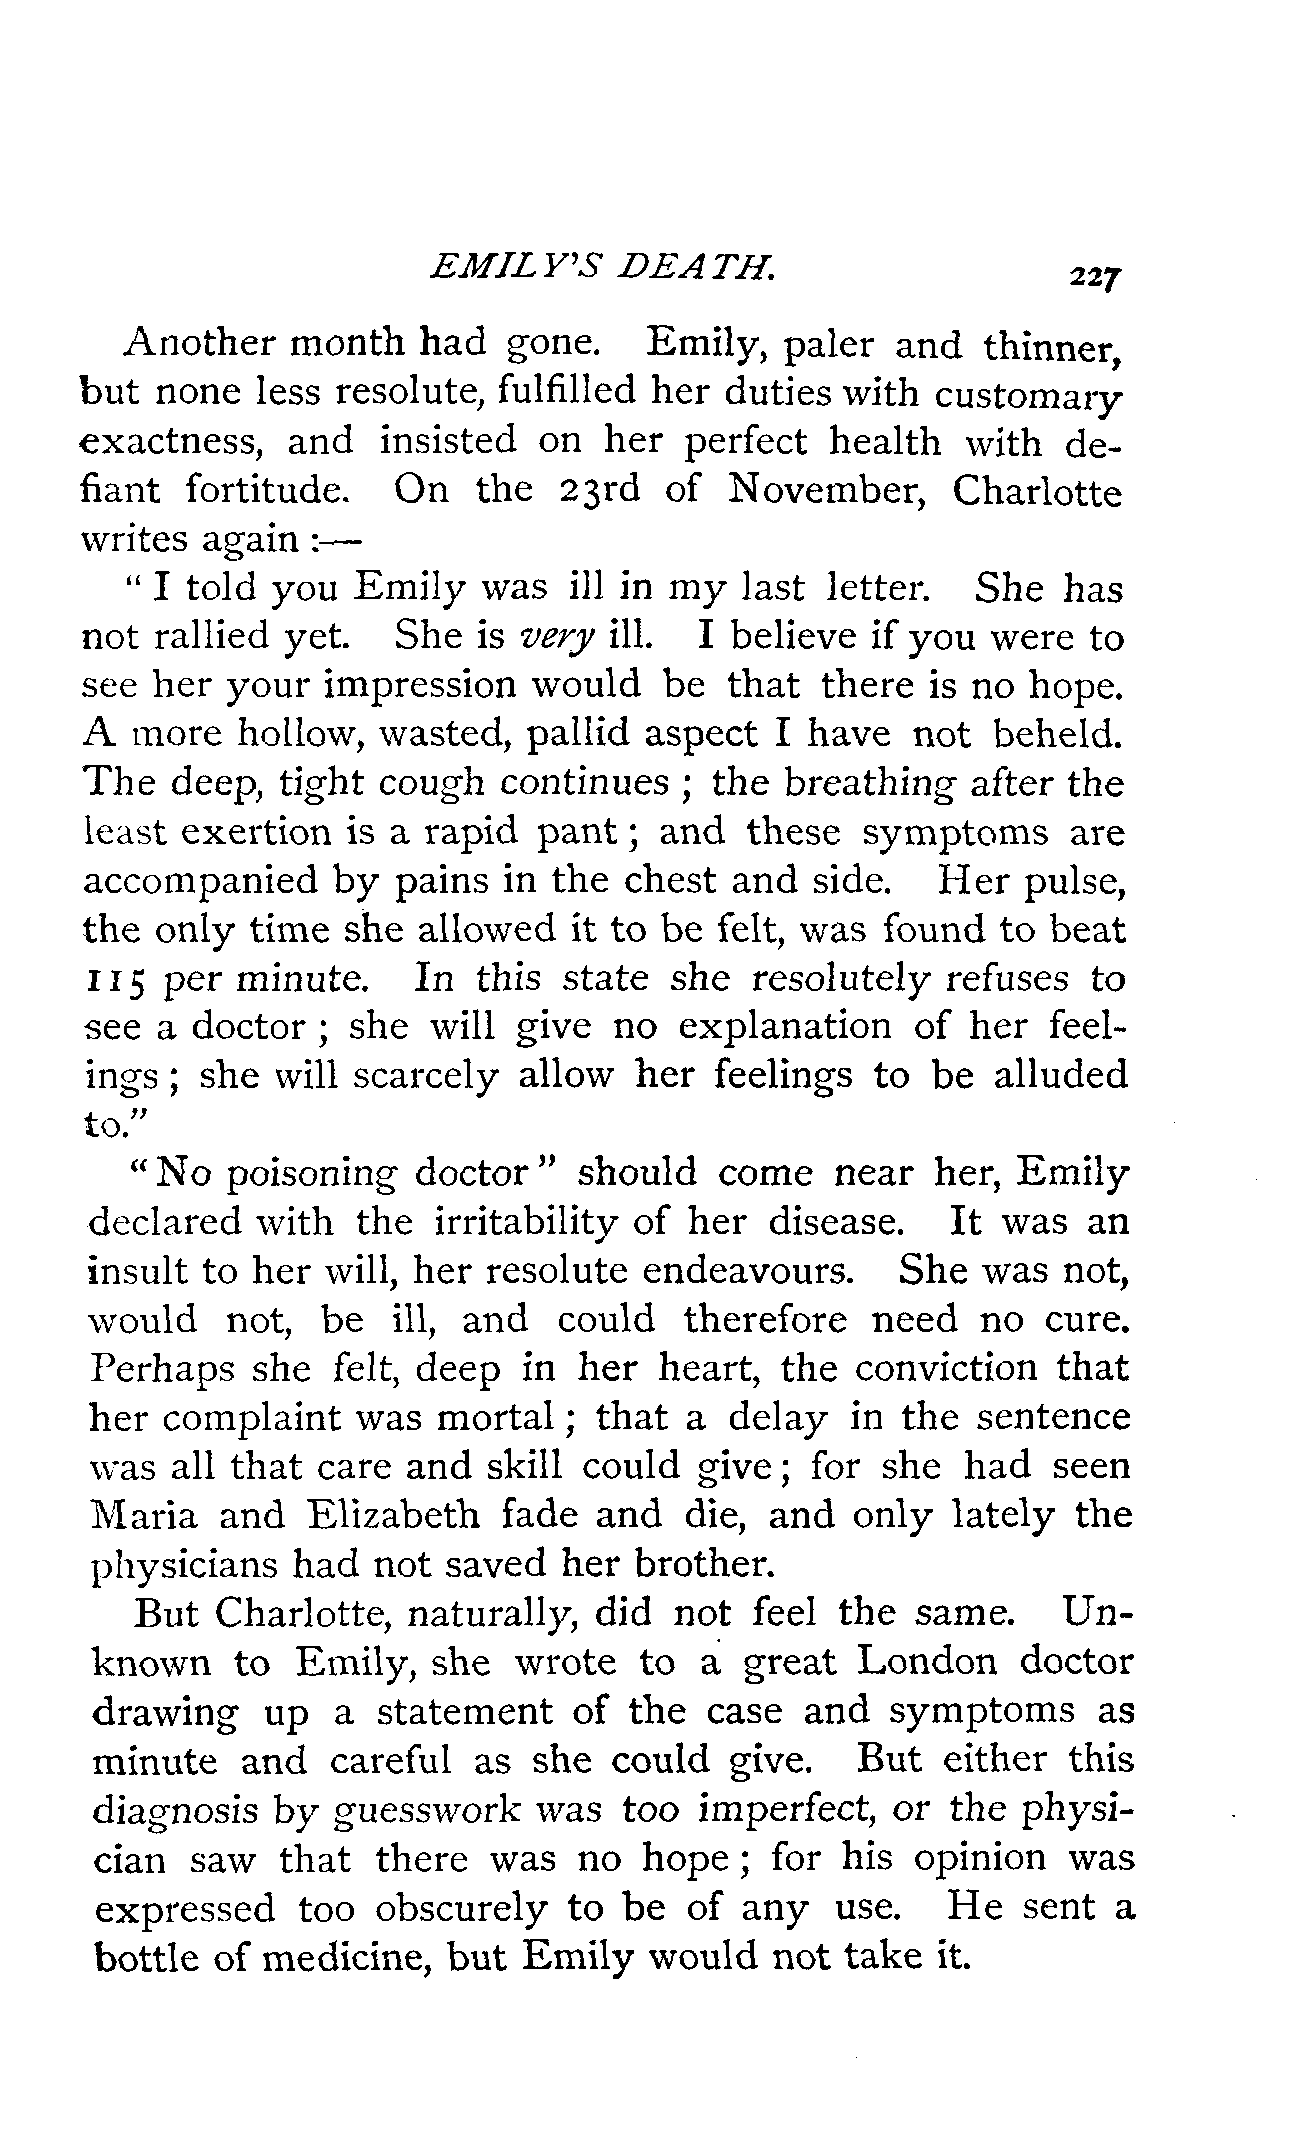 EMILY'S DEATH.
227
Another month had gone. Emily, paler and thinner,
but none less resolute, fulfilled her duties with customary
exactness, and insisted on her perfect health with de-
fiant fortitude. On the 23rd of November, Charlotte
writes again :—
" I told you Emily was ill in my last letter. She has
not rallied yet. She is very ill. I believe if you were to
see her your impression would be that there is no hope.
A more hollow, wasted, pallid aspect I have not beheld.
The deep, tight cough continues ; the breathing after the
least exertion is a rapid pant ; and these symptoms are
accompanied by pains in the chest and side. Her pulse,
the only time she allowed it to be felt, was found to beat
115 per minute. In this state she resolutely refuses to
see a doctor ; she will give no explanation of her feel-
ings ; she will scarcely allow her feelings to be alluded
to."
" No poisoning doctor " should come near her, Emily
declared with the irritability of her disease. It was an
insult to her will, her resolute endeavours. She was not,
would not, be ill, and could therefore need no cure.
Perhaps she felt, deep in her heart, the conviction that
her complaint was mortal ; that a delay in the sentence
was all that care and skill could give ; for she had seen
Maria and Elizabeth fade and die, and only lately the
physicians had not saved her brother.
But Charlotte, naturally, did not feel the same. Un-
known to Emily, she wrote to a great London doctor
drawing up a statement of the case and symptoms as
minute and careful as she could give. But either this
diagnosis by guesswork was too imperfect, or the physi-
cian saw that there was no hope ; for his opinion was
expressed too obscurely to be of any use. He sent a
bottle of medicine, but Emily would not take it.